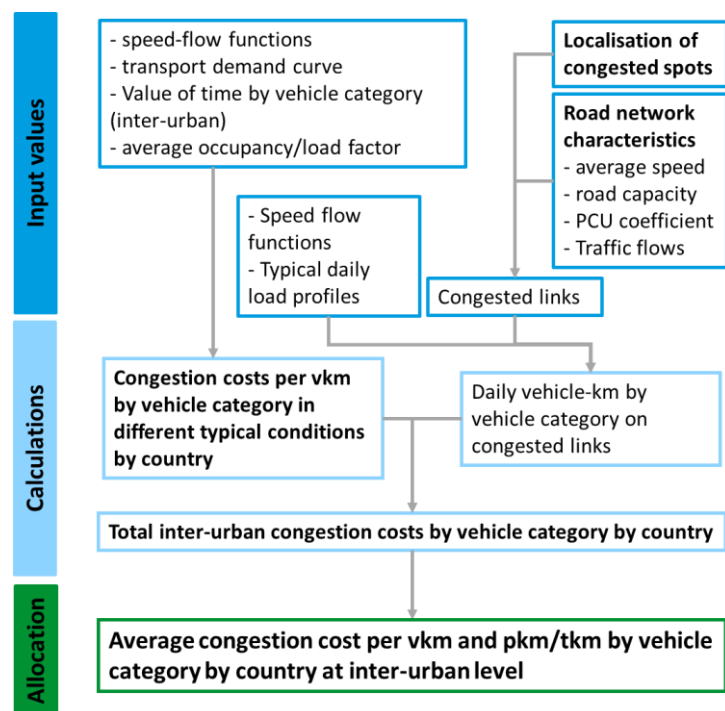 Input values
- speed-flow functions
- transport demand curve
- Value of time by vehicle category
(inter-urban)
- average occupancy/load factor
Localisation of
congested spots
Road network
characteristics
- average speed
- road capacity
- PCU coefficient
- Traffic flows
- Speed flow
functions
- Typical daily
load profiles
Congested links
Calculations
Congestion costs per vkm
by vehicle category in
different typical conditions
by country
Daily vehicle-km by
vehicle category on
congested links
Total inter-urban congestion costs by vehicle category by country
Allocation
Average congestion cost per vkm and pkm/tkm by vehicle
category by country at inter-urban level